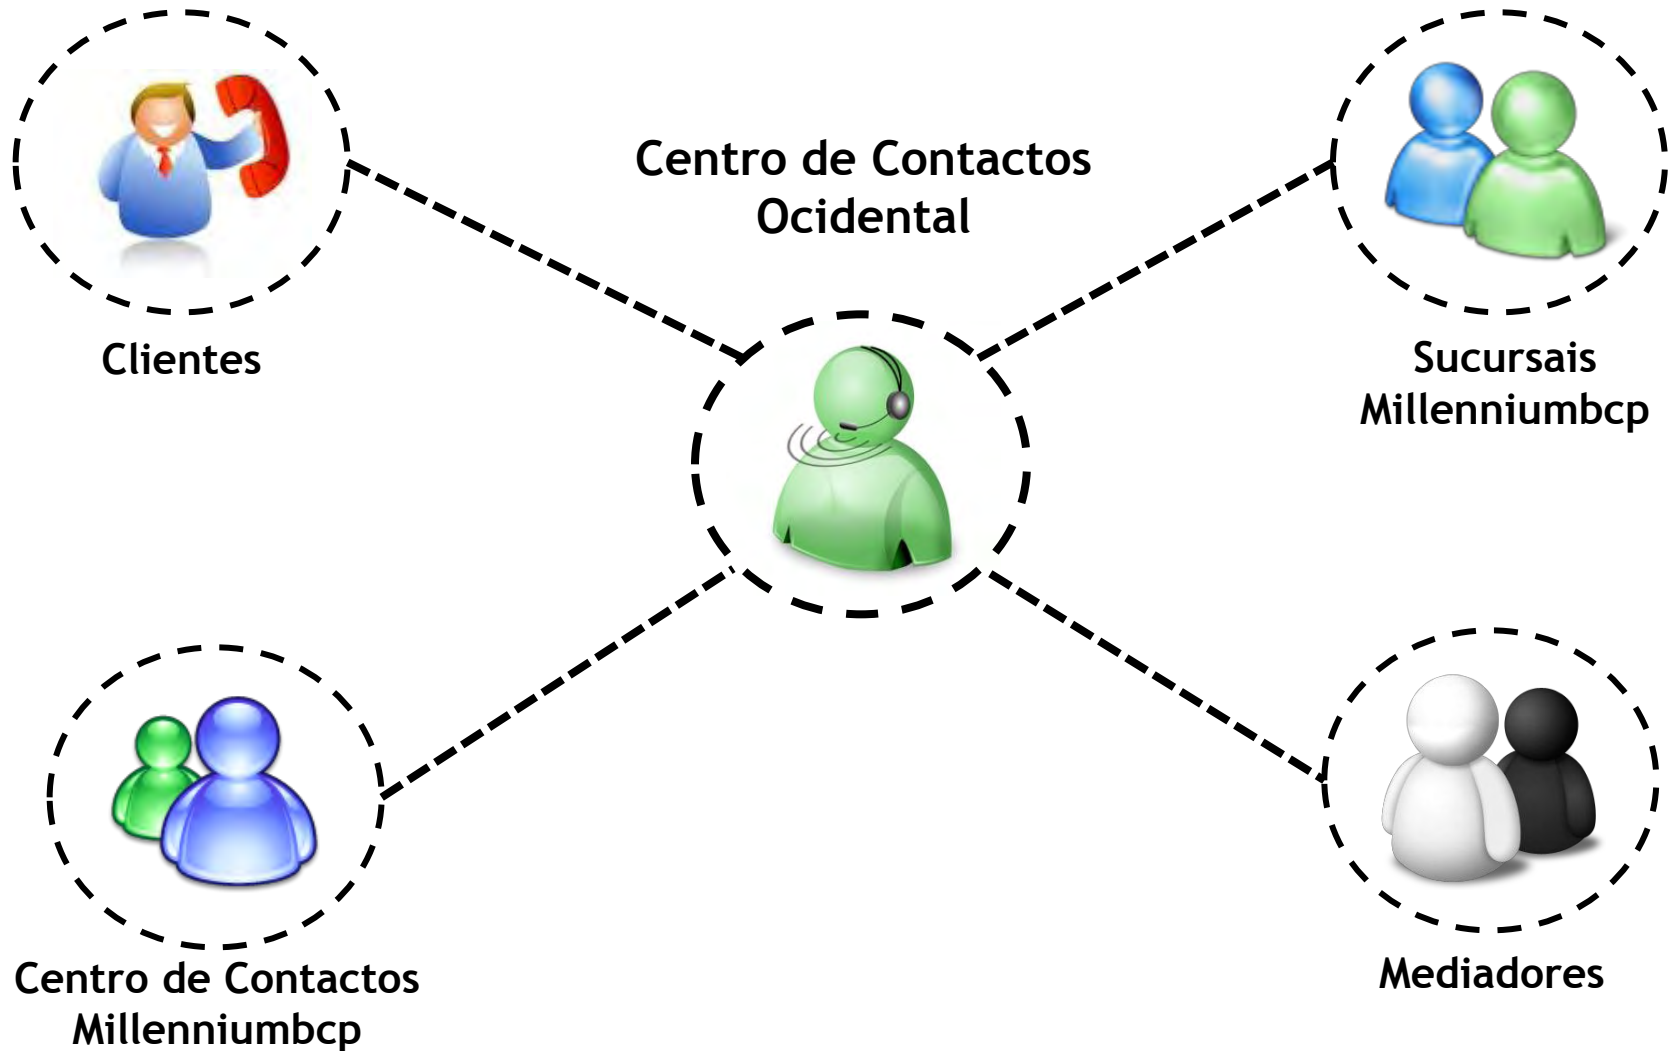 Centro de Contactos
Ocidental
Clientes
Sucursais
Millenniumbcp
Centro de Contactos
Millenniumbcp
Mediadores